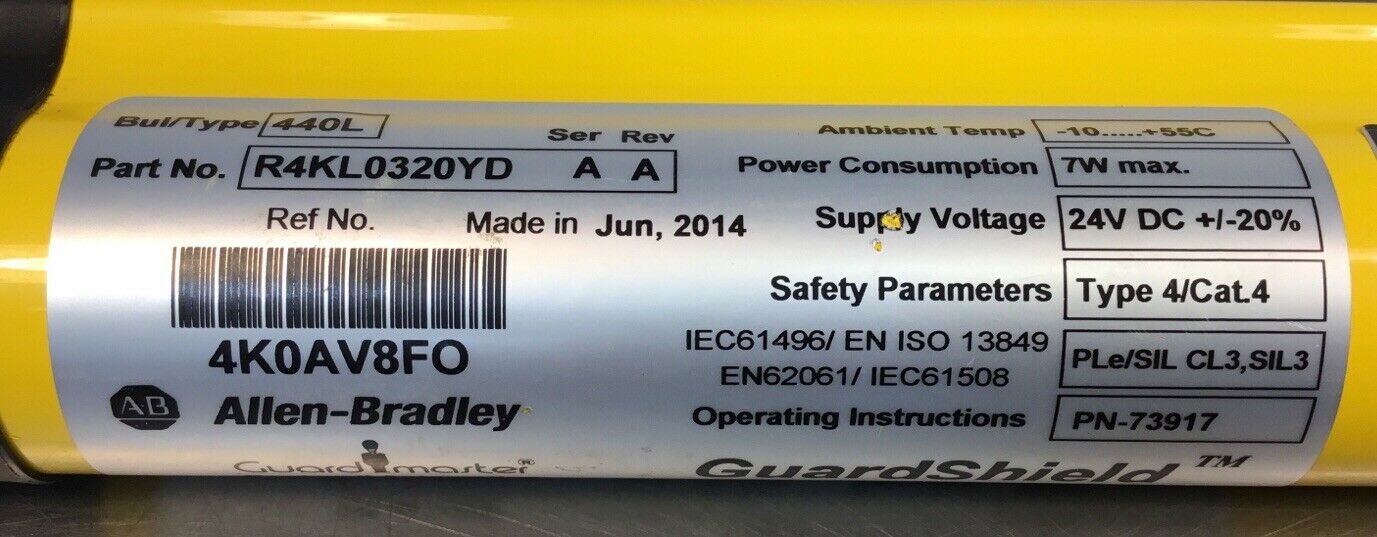 Bul/Type 440L
Ser Rev
Part No. R4KL0320YD A A
Ref No. Made in Jun, 2014
4K0AV8FO
A-B Allen-Bradley
Guardmaster®
Ambient Temp -10.....+55C
Power Consumption 7W max.
Supply Voltage 24V DC +/-20%
Safety Parameters Type 4/Cat.4
IEC61496/ EN ISO 13849
EN62061/ IEC61508 PLe/SIL CL3,SIL3
Operating Instructions PN-73917
GuardShield™